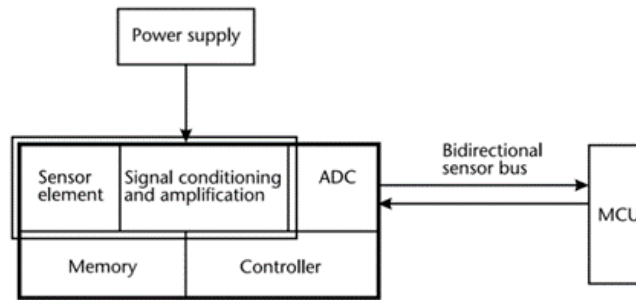 Power supply
Sensor
element
Signal conditioning
and amplification
ADC
Bidirectional
sensor bus
MCU
Memory
Controller